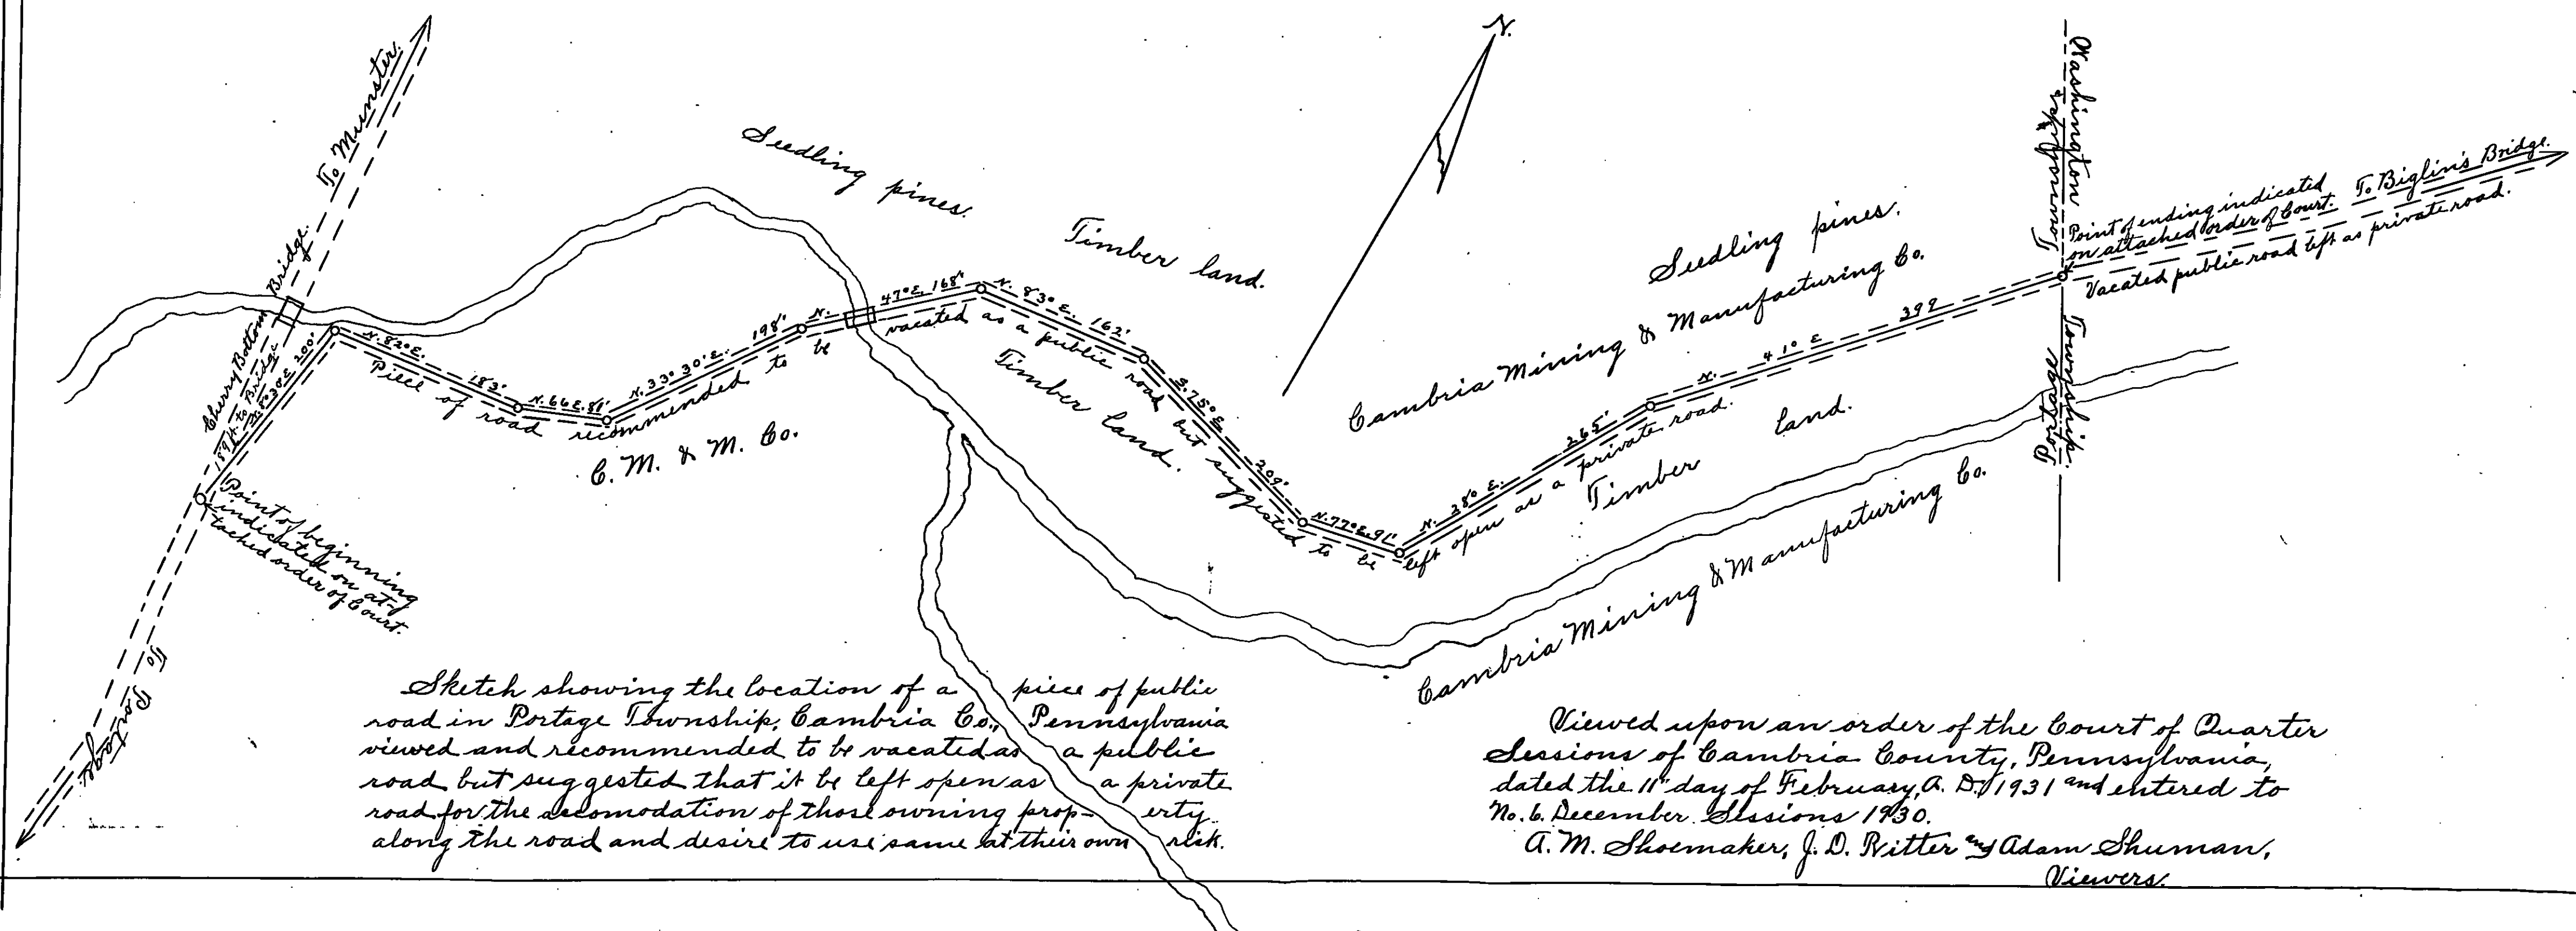 To Munster.
N.
Seedling pines.
Timber land.
Bridge.
Cherry Bottom
189 ft. to Bridge
N. 8° 30' E 200'
N. 82° E. 183'
N. 66 E. 81'
N. 33° 30' E. 198'
N. 47° E. 168'
N. 83° E. 162'
S. 75° E. 209'
N. 77° E. 91'
N. 38° E. 265'
N. 41° E 392
Piece of road recommended to be vacated as a public road but suggested to be left open as a private road.
C. M. & M. Co.
Timber land.
Seedling pines.
Cambria Mining & Manufacturing Co.
Timber land.
Cambria Mining & Manufacturing Co.
Washington
Township
Portage
Township.
Point of ending indicated
on attached order of Court.
To Biglin's Bridge.
Vacated public road left as private road.
Point of beginning
indicated on at-
tached order of Court.
To Portage.
Sketch showing the location of a piece of public
road in Portage Township, Cambria Co., Pennsylvania
viewed and recommended to be vacated as a public
road but suggested that it be left open as a private
road for the accomodation of those owning prop- erty
along the road and desire to use same at their own risk.
Viewed upon an order of the Court of Quarter
Sessions of Cambria County, Pennsylvania,
dated the 11" day of February, A. D. 1931 and entered to
No. 6. December Sessions 1930.
A. M. Shoemaker, J. D. Ritter and Adam Shuman,
Viewers.